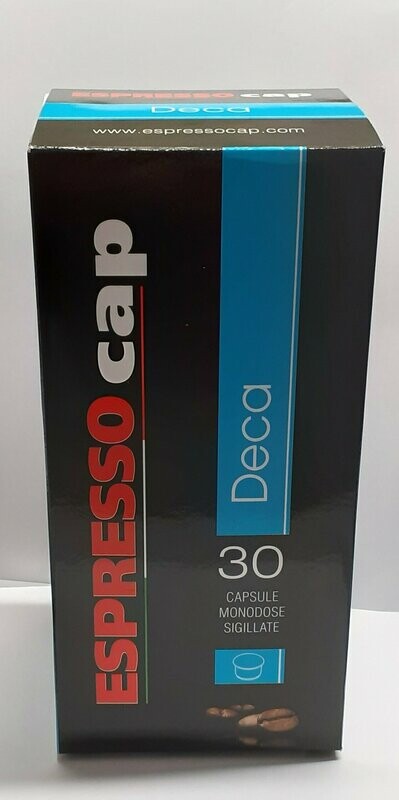 ESPRESSO cap
Deca
www.espressocap.com
ESPRESSO cap
Deca
30
CAPSULE
MONODOSE
SIGILLATE